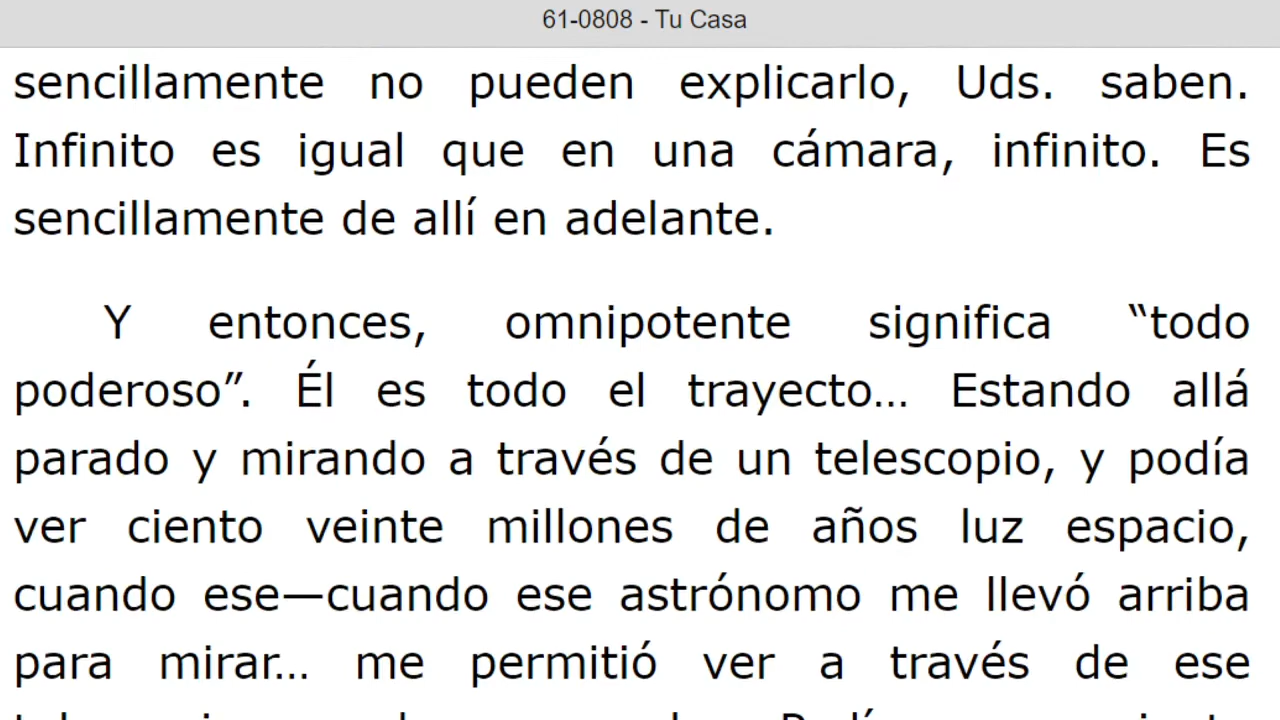 61-0808 - Tu Casa
sencillamente no pueden explicarlo, Uds. saben.
Infinito es igual que en una cámara, infinito. Es
sencillamente de allí en adelante.
Y entonces, omnipotente significa “todo
poderoso”. Él es todo el trayecto… Estando allá
parado y mirando a través de un telescopio, y podía
ver ciento veinte millones de años luz espacio,
cuando ese—cuando ese astrónomo me llevó arriba
para mirar… me permitió ver a través de ese